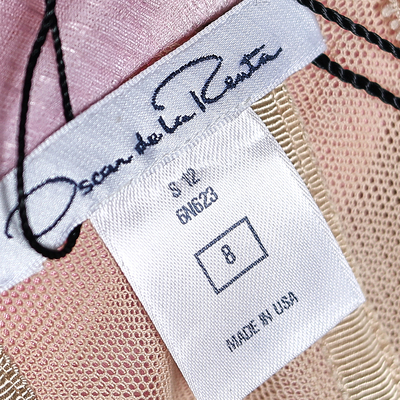 Oscar de la Renta
S 12
6N623
8
MADE IN USA